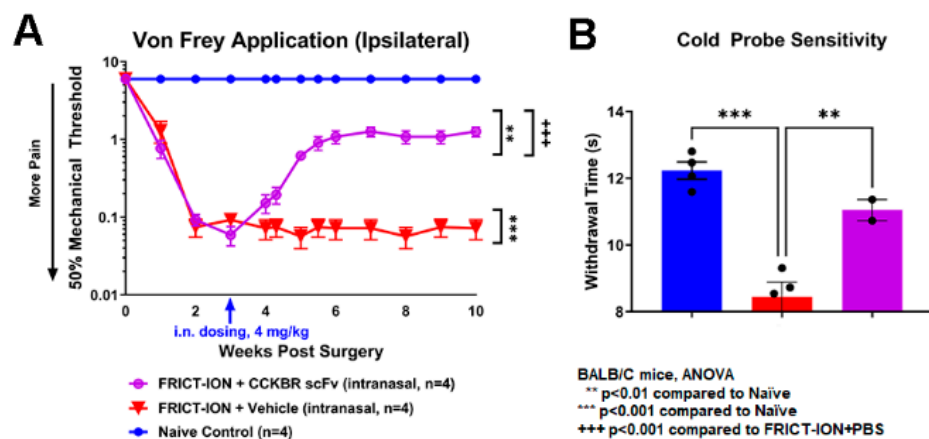 A
Von Frey Application (Ipsilateral)
More Pain
50% Mechanical Threshold
10
1
0.1
0.01
**
+++
***
0 2 4 6 8 10
i.n. dosing, 4 mg/kg
Weeks Post Surgery
FRICT-ION + CCKBR scFv (intranasal, n=4)
FRICT-ION + Vehicle (intranasal, n=4)
Naive Control (n=4)
B
Cold Probe Sensitivity
Withdrawal Time (s)
14
12
10
8
*** **
BALB/C mice, ANOVA
** p<0.01 compared to Naïve
*** p<0.001 compared to Naïve
+++ p<0.001 compared to FRICT-ION+PBS